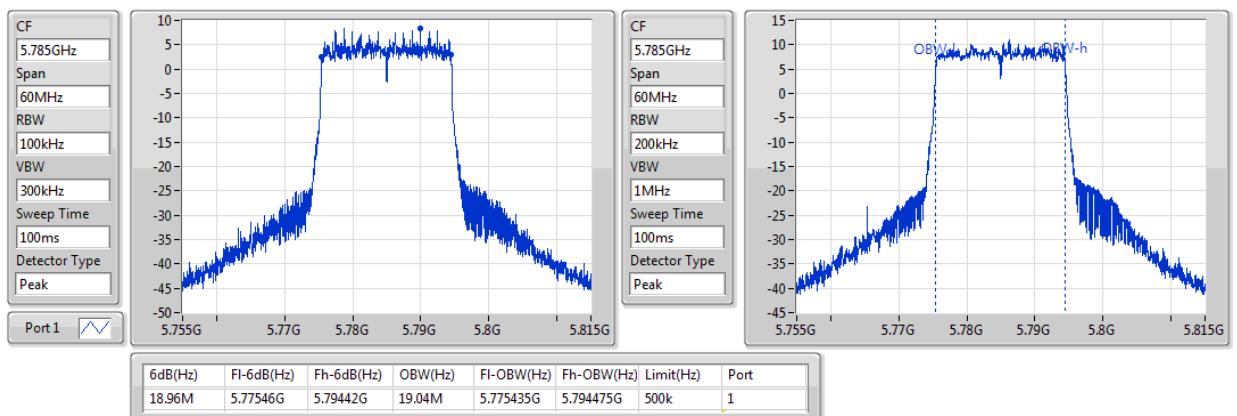 CF
5.785GHz
Span
60MHz
RBW
100kHz
VBW
300kHz
Sweep Time
100ms
Detector Type
Peak
Port 1
10
5
0
-5
-10
-15
-20
-25
-30
-35
-40
-45
-50
5.755G 5.77G 5.78G 5.79G 5.8G 5.815G
CF
5.785GHz
Span
60MHz
RBW
200kHz
VBW
1MHz
Sweep Time
100ms
Detector Type
Peak
15
10
5
0
-5
-10
-15
-20
-25
-30
-35
-40
-45
OBW-h
5.755G 5.77G 5.78G 5.79G 5.8G 5.815G
6dB(Hz) Fl-6dB(Hz) Fh-6dB(Hz) OBW(Hz) Fl-OBW(Hz) Fh-OBW(Hz) Limit(Hz) Port
18.96M 5.77546G 5.79442G 19.04M 5.775435G 5.794475G 500k 1